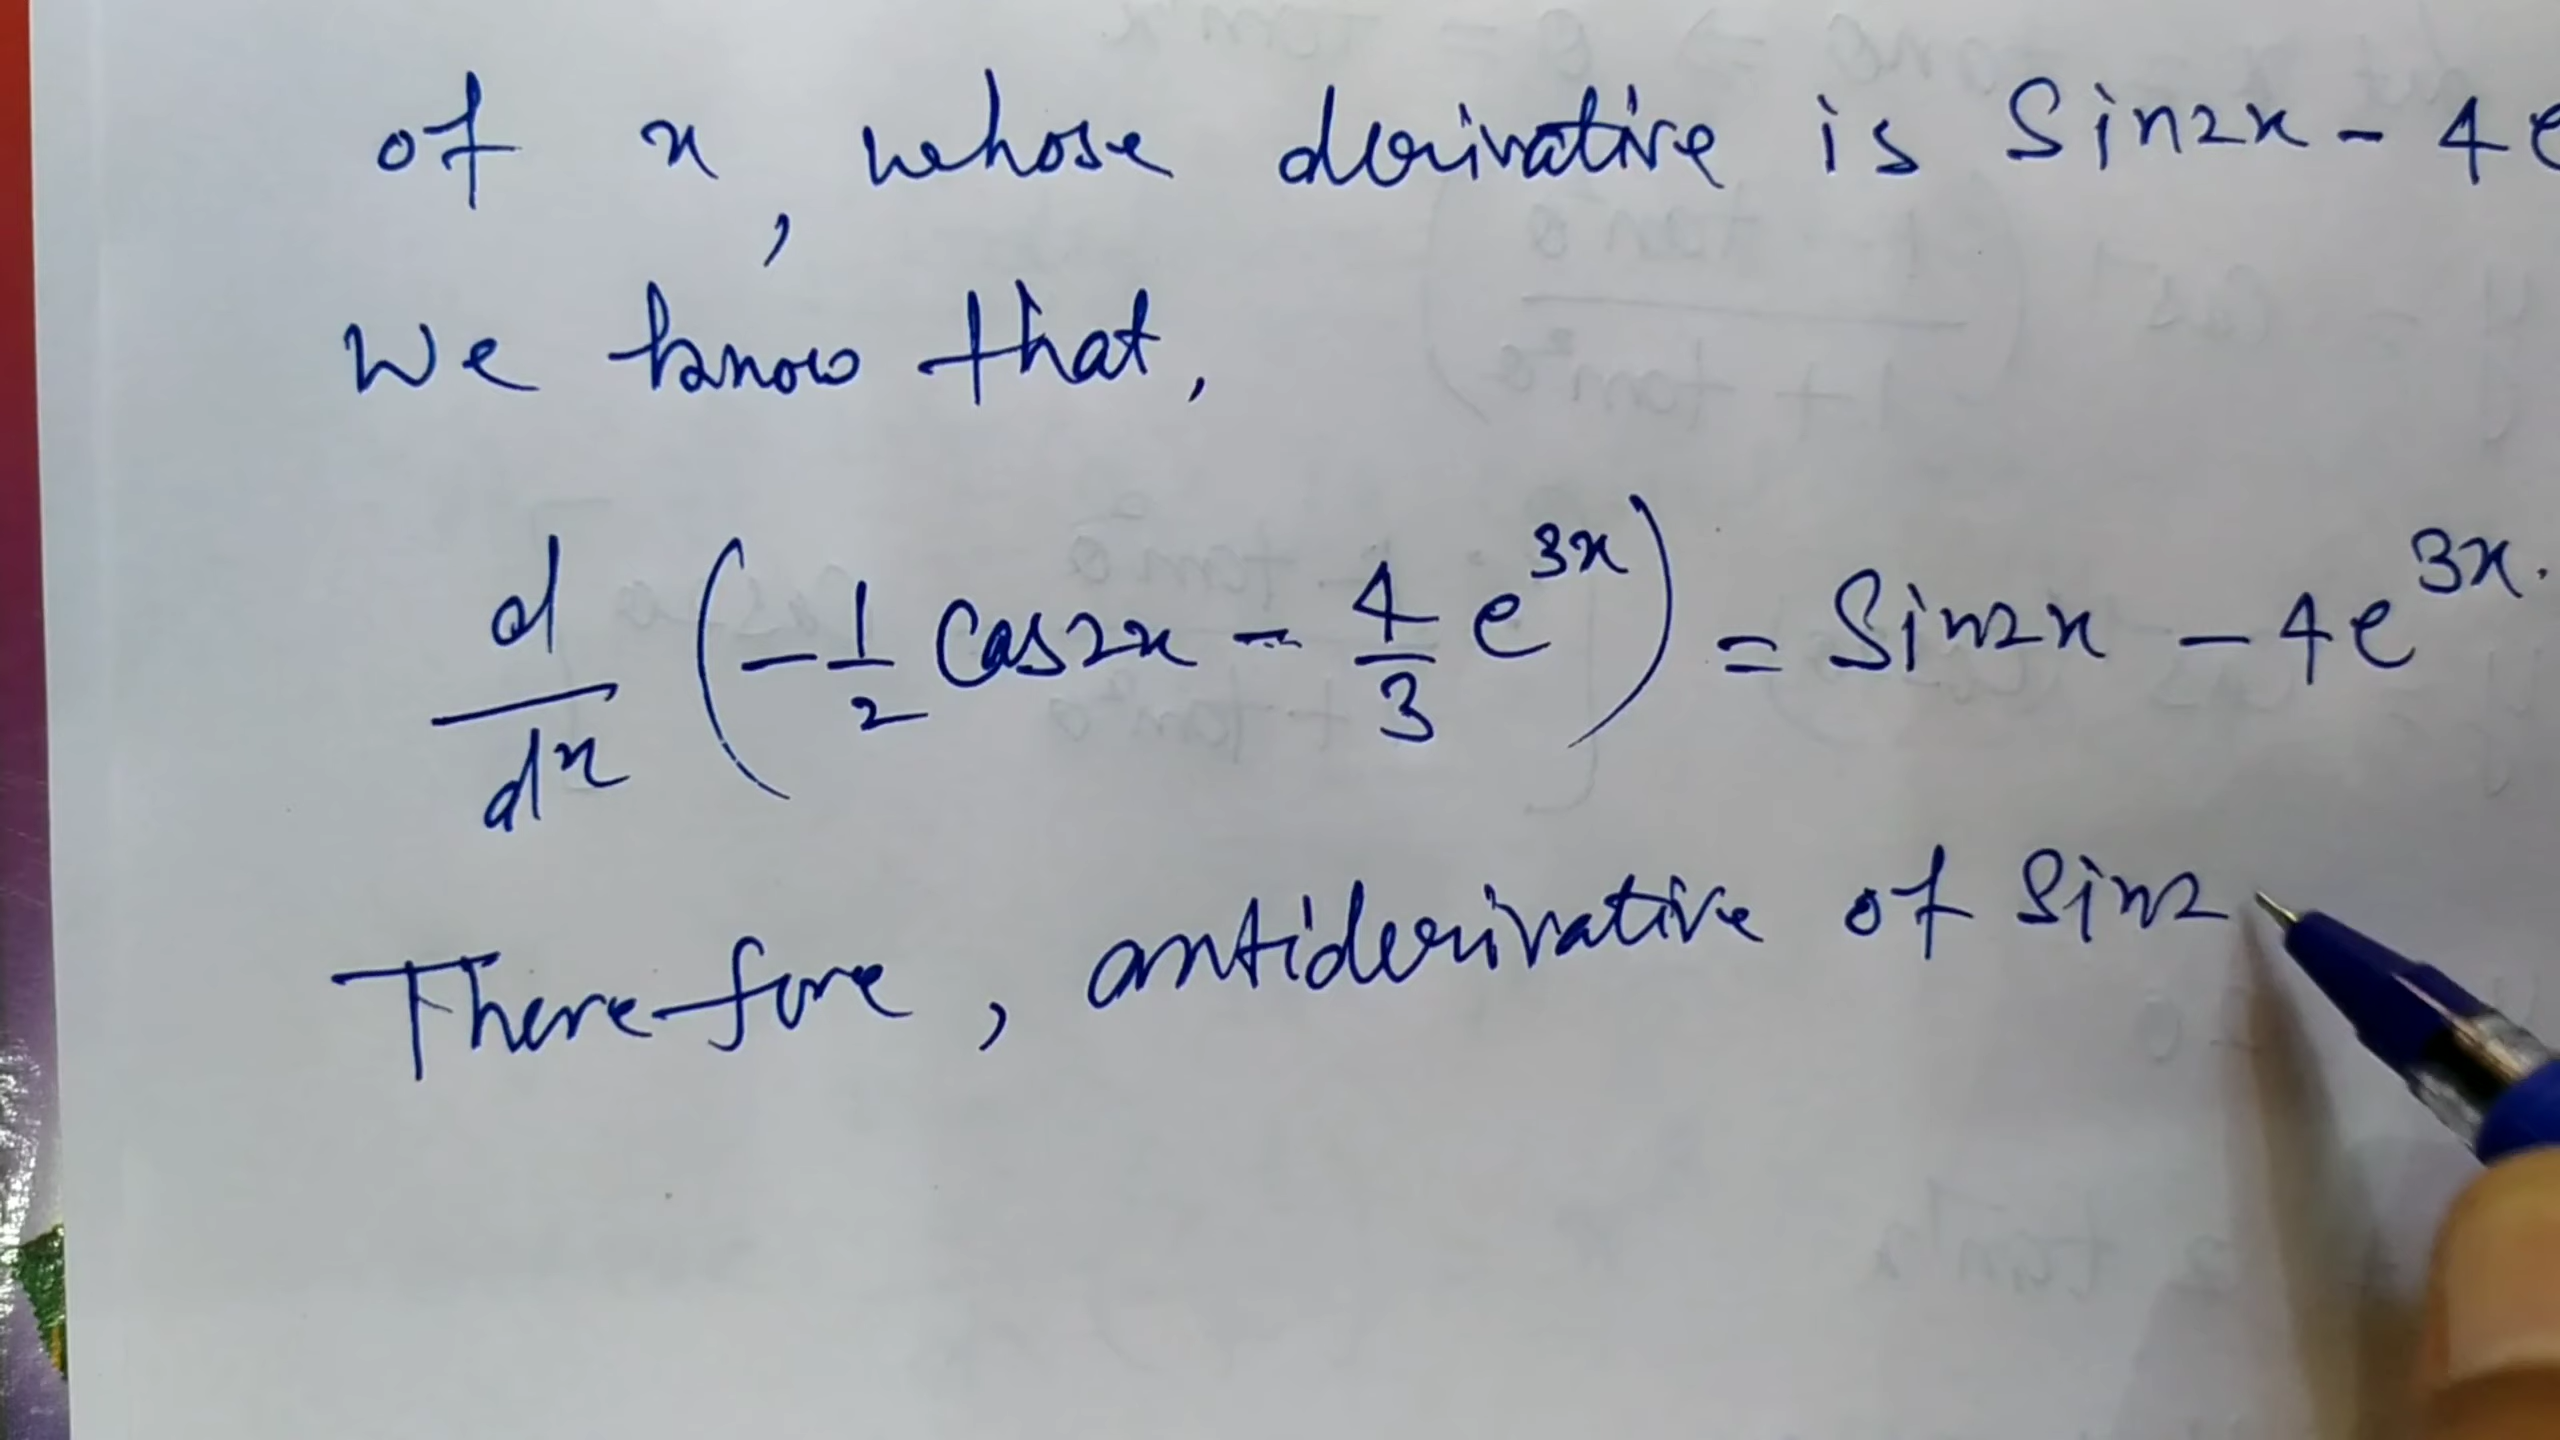 of x, whose derivative is Sin2x - 4e
We know that,
d/dx (-1/2 Cos2x - 4/3 e^3x) = Sin2x - 4e^3x.
Therefore, antiderivative of Sin2